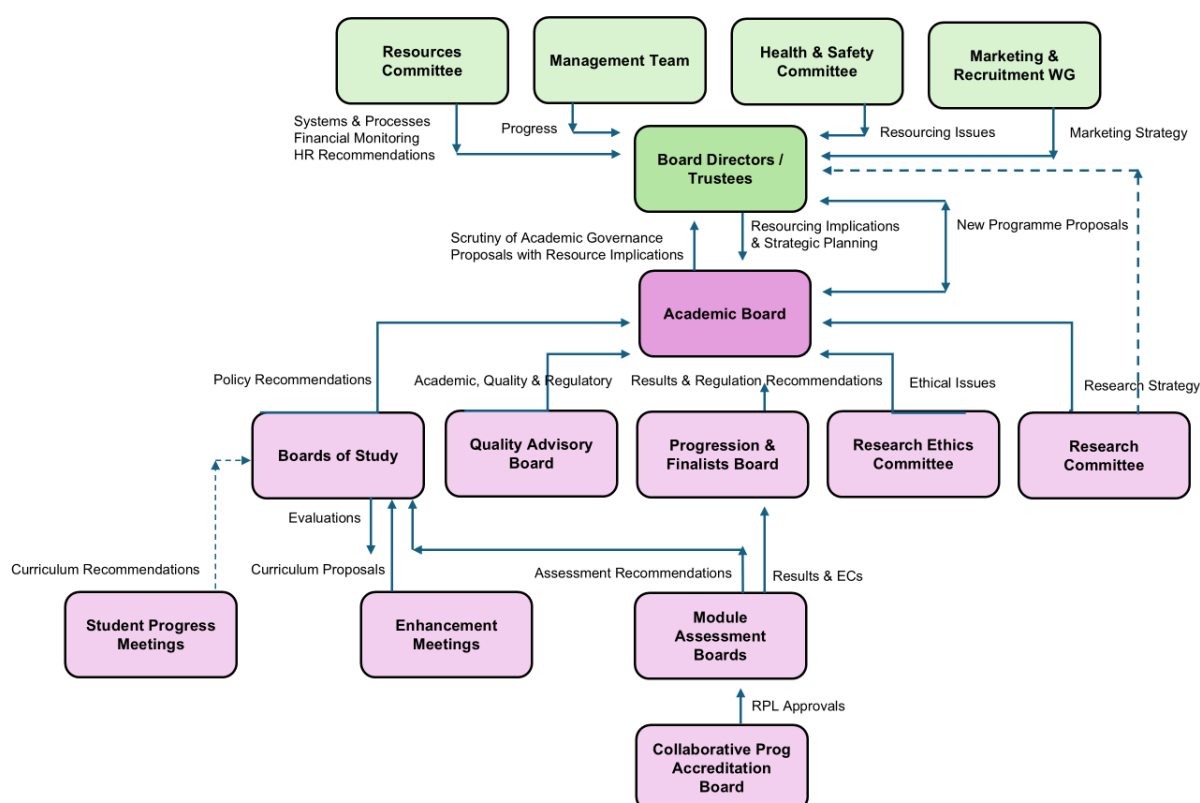 Resources
Committee
Management Team
Health & Safety
Committee
Marketing &
Recruitment WG
Systems & Processes
Financial Monitoring
HR Recommendations
Progress
Resourcing Issues
Marketing Strategy
Board Directors /
Trustees
Scrutiny of Academic Governance
Proposals with Resource Implications
Resourcing Implications
& Strategic Planning
New Programme Proposals
Academic Board
Policy Recommendations
Academic, Quality & Regulatory
Results & Regulation Recommendations
Ethical Issues
Research Strategy
Boards of Study
Quality Advisory
Board
Progression &
Finalists Board
Research Ethics
Committee
Research
Committee
Evaluations
Curriculum Recommendations
Curriculum Proposals
Assessment Recommendations
Results & ECs
Student Progress
Meetings
Enhancement
Meetings
Module
Assessment
Boards
RPL Approvals
Collaborative Prog
Accreditation
Board